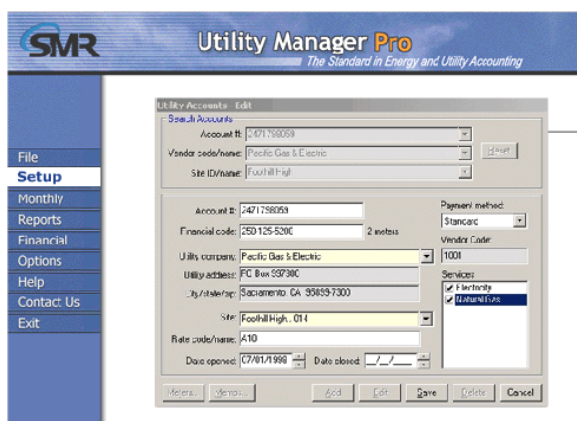 SMR
Utility Manager Pro
The Standard in Energy and Utility Accounting
File
Setup
Monthly
Reports
Financial
Options
Help
Contact Us
Exit
Utility Accounts - Edit
Search Accounts
Account #: 2471798059
Vendor code/name: Pacific Gas & Electric
Reset
Site ID/name: Foothill High
Account #: 2471798059
Payment method:
Standard
Financial code: 250-125-5200 2 meters
Vendor Code:
1001
Utility company: Pacific Gas & Electric
Utility address: PO Box 997300
Services:
Electricity
Natural Gas
City/state/zip: Sacramento, CA 95899-7300
Site: Foothill High.. 014
Rate code/name: A10
Date opened: 07/01/1998 Date closed: _/_/_
Meters... Memos... Add Edit Save Delete Cancel